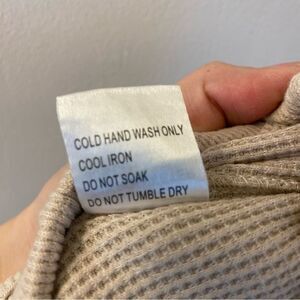 COLD HAND WASH ONLY
COOL IRON
DO NOT SOAK
DO NOT TUMBLE DRY